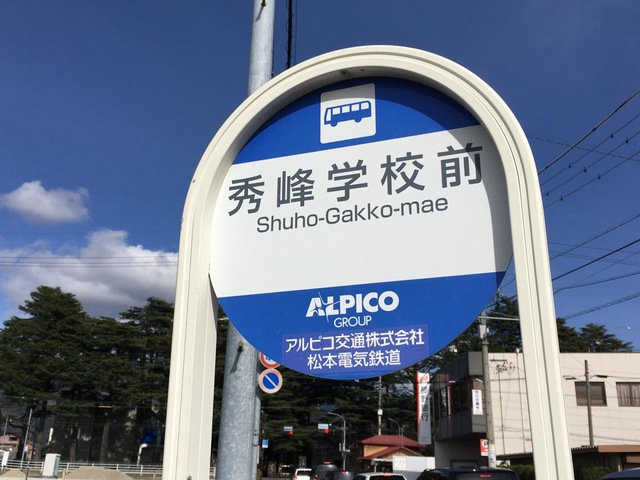 秀峰学校前
Shuho-Gakko-mae
ALPICO
GROUP
アルピコ交通株式会社
松本電気鉄道